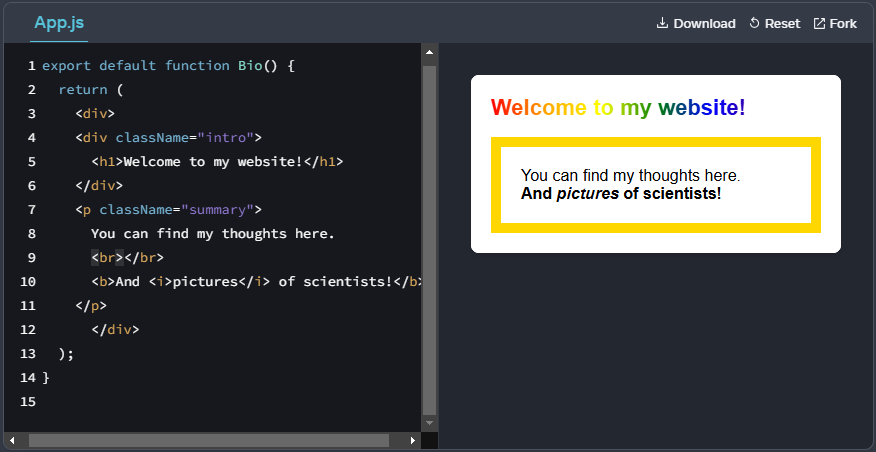 App.js
Download Reset Fork
1 export default function Bio() {
2 return (
3 <div>
4 <div className="intro">
5 <h1>Welcome to my website!</h1>
6 </div>
7 <p className="summary">
8 You can find my thoughts here.
9 <br></br>
10 <b>And <i>pictures</i> of scientists!</b
11 </p>
12 </div>
13 );
14 }
15
Welcome to my website!
You can find my thoughts here.
And pictures of scientists!